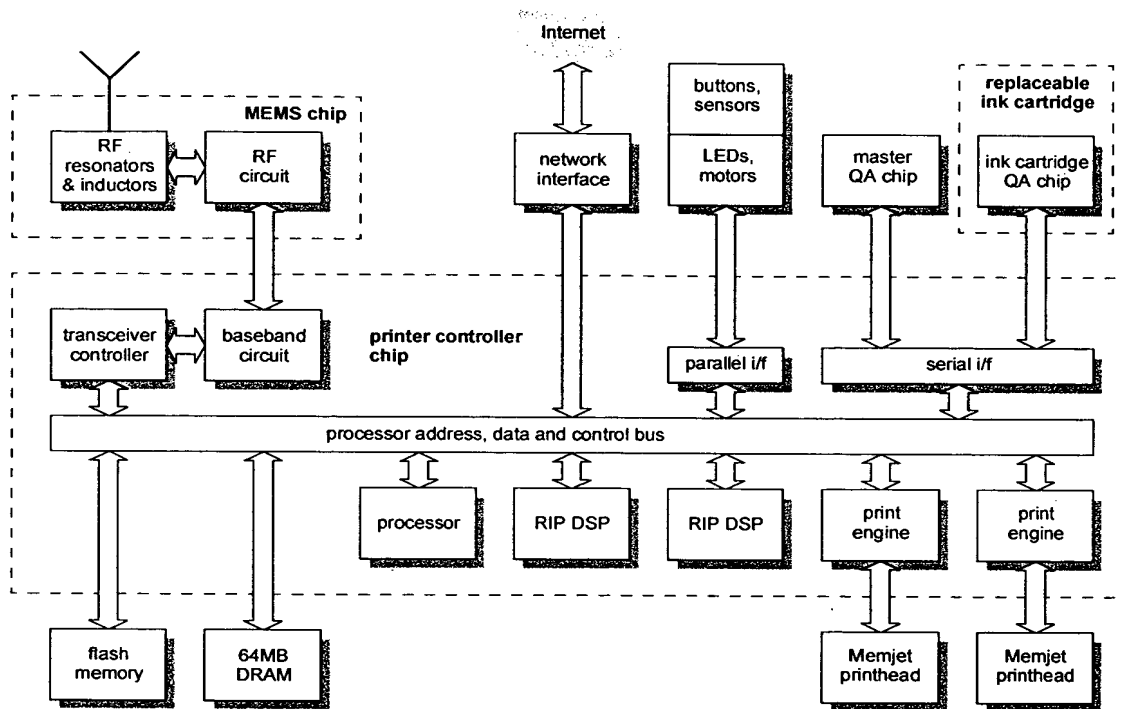 Internet
MEMS chip
RF
resonators
& inductors
RF
circuit
network
interface
buttons,
sensors
LEDs,
motors
master
QA chip
replaceable
ink cartridge
ink cartridge
QA chip
transceiver
controller
baseband
circuit
printer controller
chip
parallel i/f
serial i/f
processor address, data and control bus
processor
RIP DSP
RIP DSP
print
engine
print
engine
flash
memory
64MB
DRAM
Memjet
printhead
Memjet
printhead